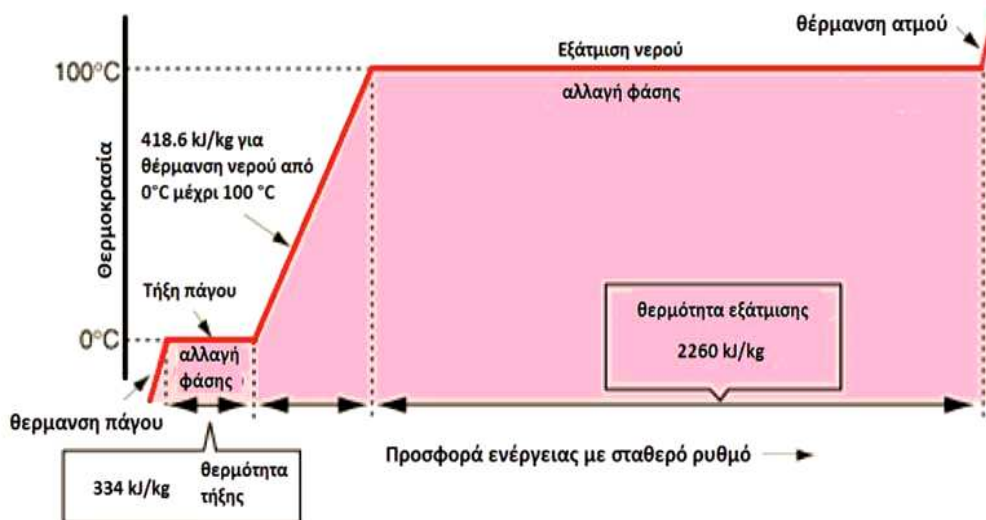 θέρμανση ατμού
Εξάτμιση νερού
100°C
αλλαγή φάσης
418.6 kJ/kg για
θέρμανση νερού από
0°C μέχρι 100 °C
Θερμοκρασία
Τήξη πάγου
θερμότητα εξάτμισης
2260 kJ/kg
0°C
αλλαγή
φάσης
θερμανση πάγου
Προσφορά ενέργειας με σταθερό ρυθμό
334 kJ/kg
θερμότητα
τήξης